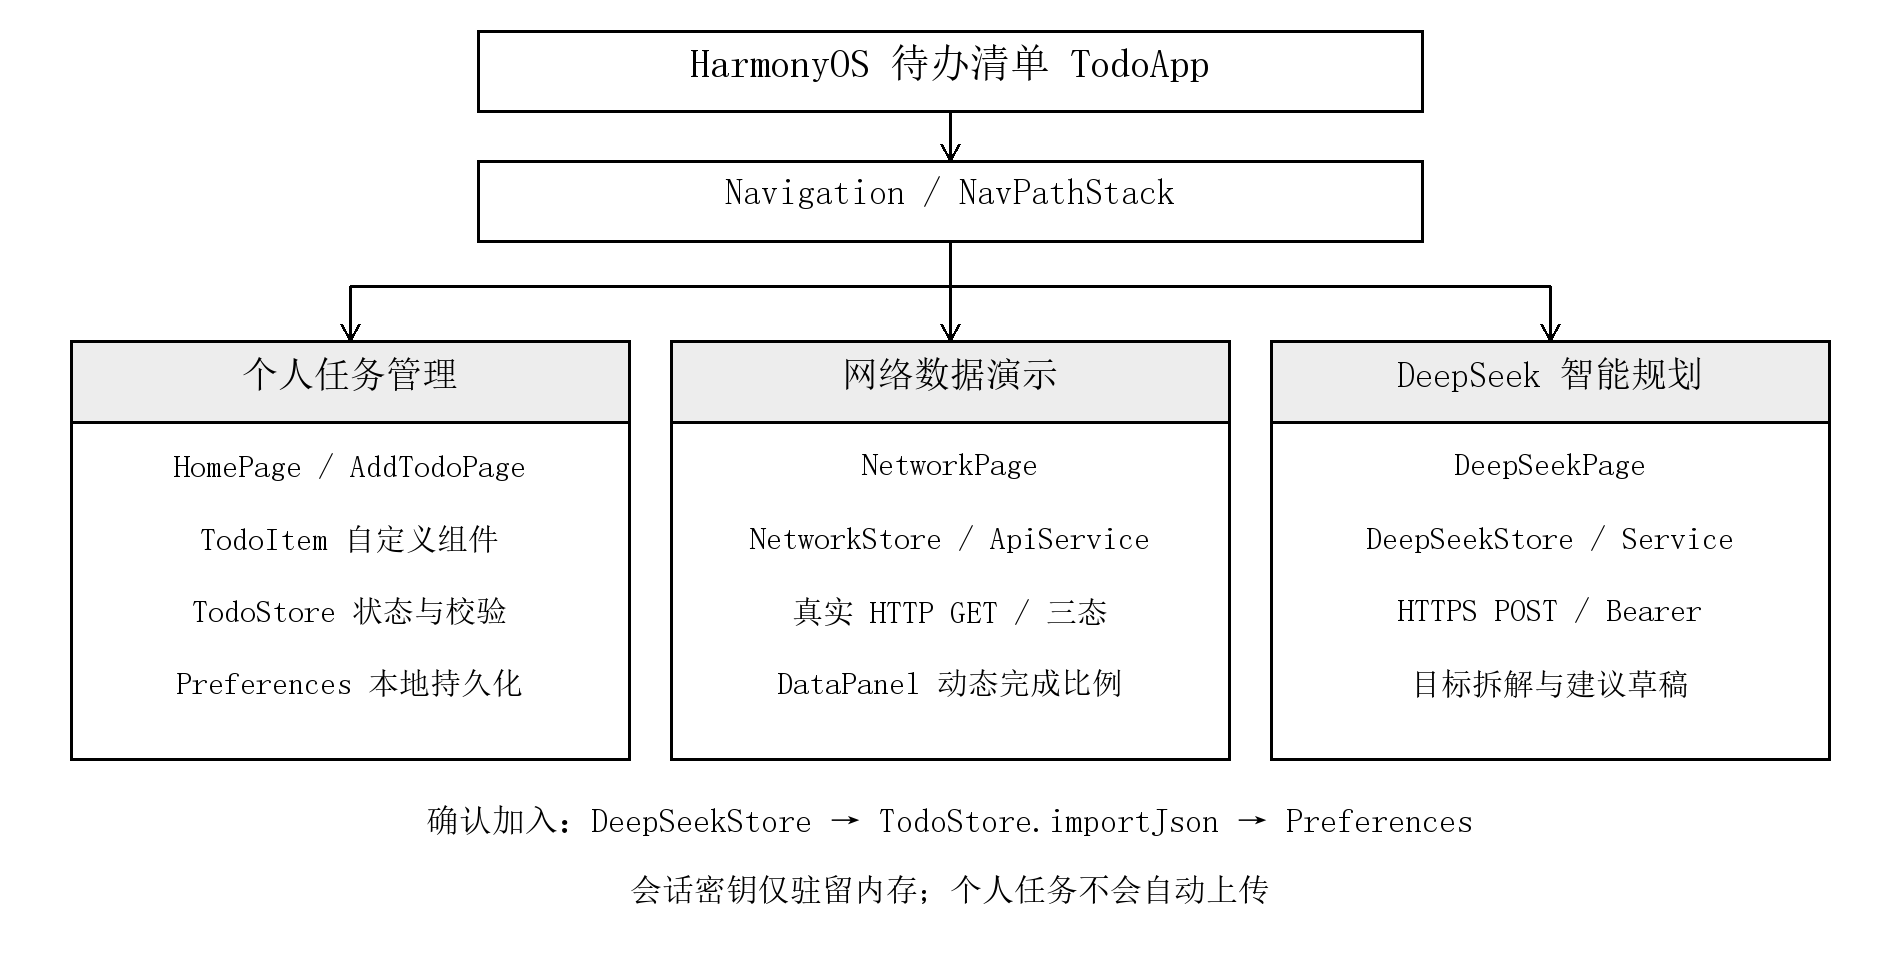 HarmonyOS 待办清单 TodoApp
Navigation / NavPathStack
个人任务管理
HomePage / AddTodoPage
TodoItem 自定义组件
TodoStore 状态与校验
Preferences 本地持久化
网络数据演示
NetworkPage
NetworkStore / ApiService
真实 HTTP GET / 三态
DataPanel 动态完成比例
DeepSeek 智能规划
DeepSeekPage
DeepSeekStore / Service
HTTPS POST / Bearer
目标拆解与建议草稿
确认加入：DeepSeekStore → TodoStore.importJson → Preferences
会话密钥仅驻留内存；个人任务不会自动上传